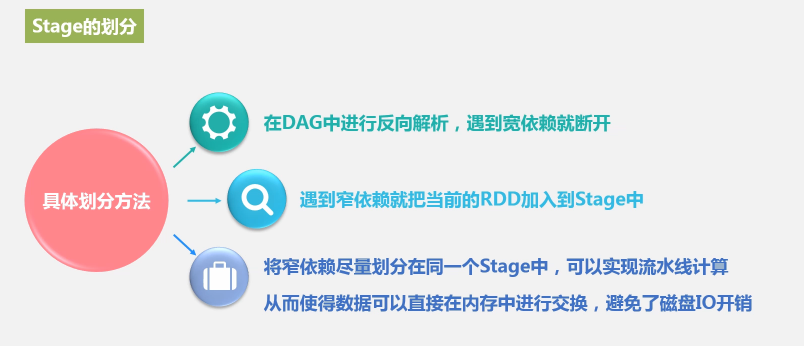 Stage的划分
在DAG中进行反向解析，遇到宽依赖就断开
具体划分方法
遇到窄依赖就把当前的RDD加入到Stage中
将窄依赖尽量划分在同一个Stage中，可以实现流水线计算
从而使得数据可以直接在内存中进行交换，避免了磁盘IO开销